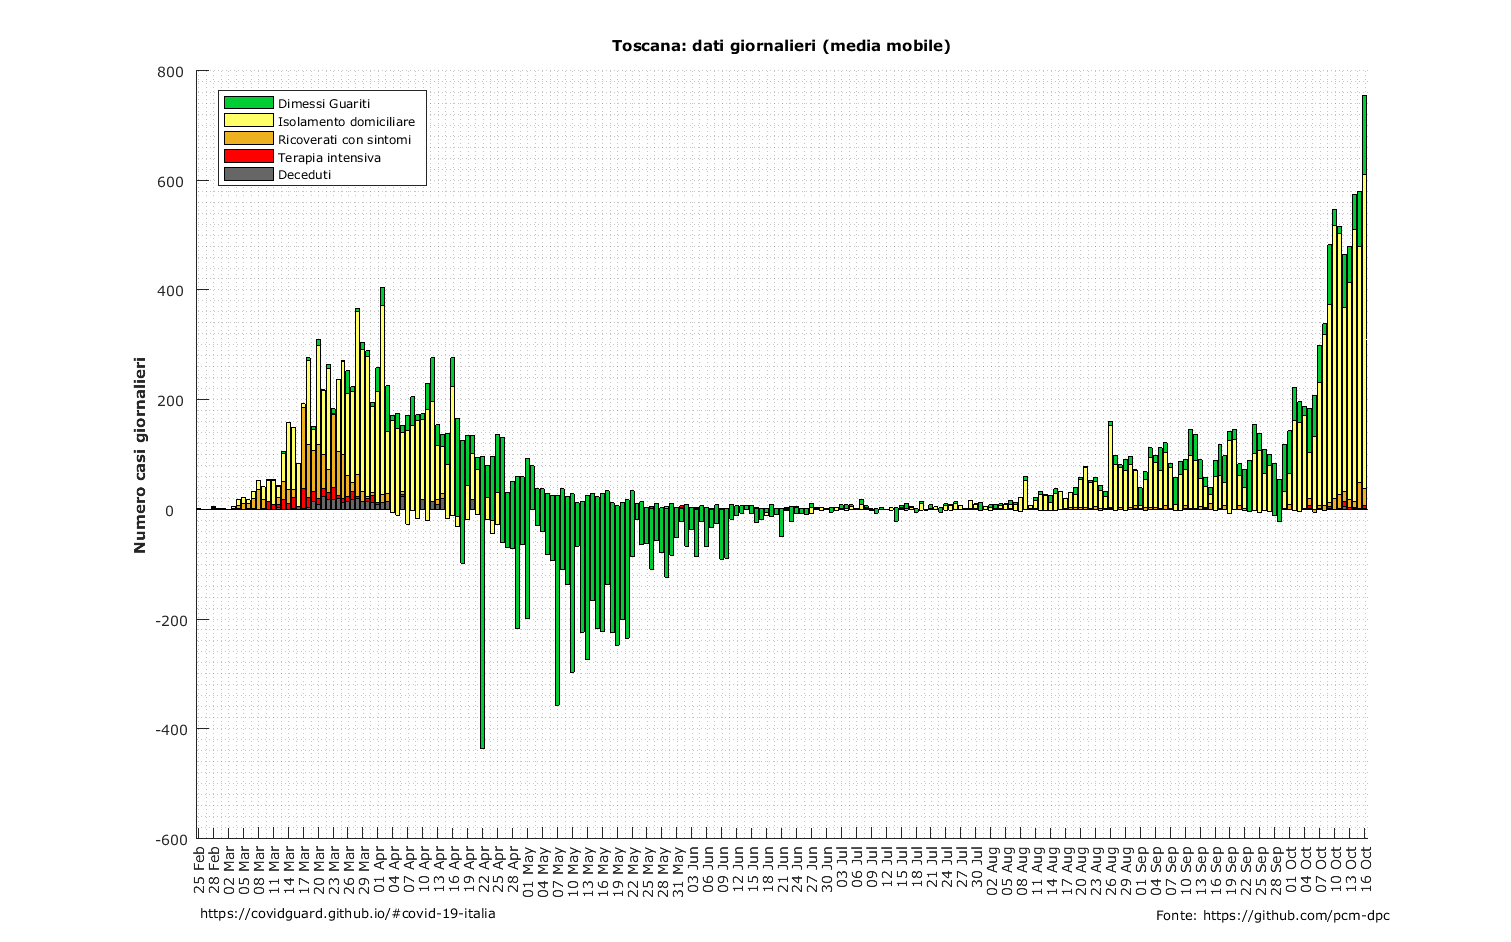 Toscana: dati giornalieri (media mobile)
Numero casi giornalieri
800
600
400
200
0
-200
-400
-600
Dimessi Guariti
Isolamento domiciliare
Ricoverati con sintomi
Terapia intensiva
Deceduti
25 Feb
28 Feb
02 Mar
05 Mar
08 Mar
11 Mar
14 Mar
17 Mar
20 Mar
23 Mar
26 Mar
29 Mar
01 Apr
04 Apr
07 Apr
10 Apr
13 Apr
16 Apr
19 Apr
22 Apr
25 Apr
28 Apr
01 May
04 May
07 May
10 May
13 May
16 May
19 May
22 May
25 May
28 May
31 May
03 Jun
06 Jun
09 Jun
12 Jun
15 Jun
18 Jun
21 Jun
24 Jun
27 Jun
30 Jun
03 Jul
06 Jul
09 Jul
12 Jul
15 Jul
18 Jul
21 Jul
24 Jul
27 Jul
30 Jul
02 Aug
05 Aug
08 Aug
11 Aug
14 Aug
17 Aug
20 Aug
23 Aug
26 Aug
29 Aug
01 Sep
04 Sep
07 Sep
10 Sep
13 Sep
16 Sep
19 Sep
22 Sep
25 Sep
28 Sep
01 Oct
04 Oct
07 Oct
10 Oct
13 Oct
16 Oct
https://covidguard.github.io/#covid-19-italia
Fonte: https://github.com/pcm-dpc